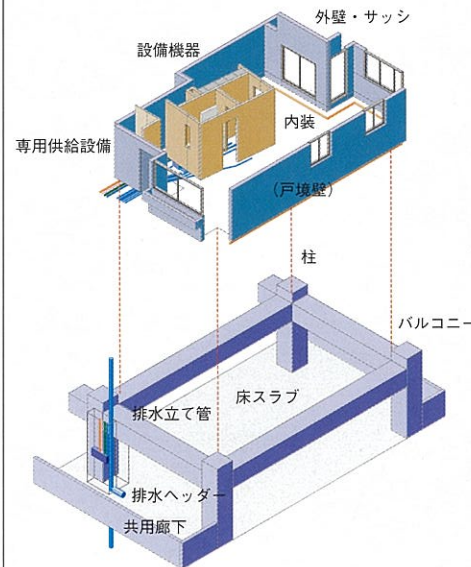 外壁・サッシ
設備機器
専用供給設備
内装
（戸境壁）
柱
バルコニー
床スラブ
排水立て管
排水ヘッダー
共用廊下